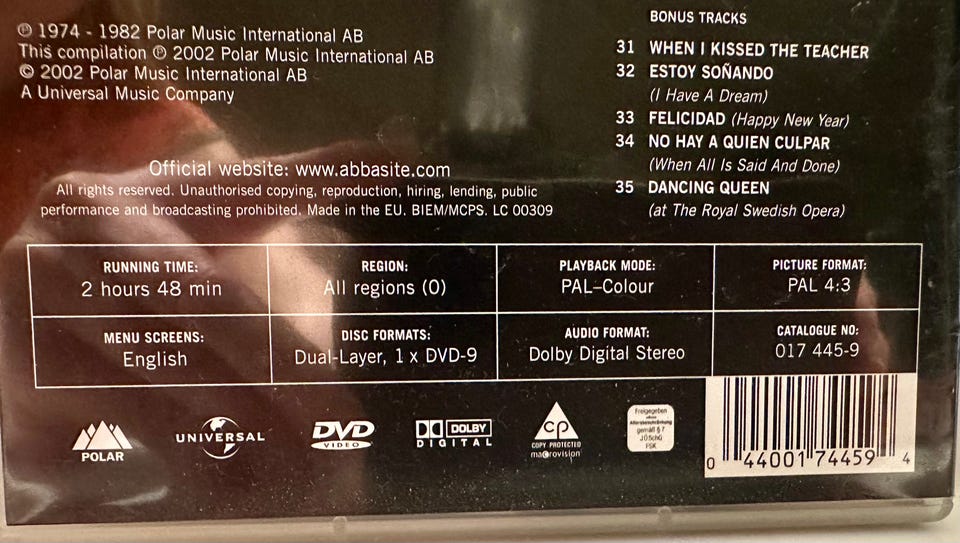 ℗ 1974 - 1982 Polar Music International AB
This compilation ℗ 2002 Polar Music International AB
© 2002 Polar Music International AB
A Universal Music Company
Official website: www.abbasite.com
All rights reserved. Unauthorised copying, reproduction, hiring, lending, public
performance and broadcasting prohibited. Made in the EU. BIEM/MCPS. LC 00309
BONUS TRACKS
31 WHEN I KISSED THE TEACHER
32 ESTOY SOÑANDO
(I Have A Dream)
33 FELICIDAD (Happy New Year)
34 NO HAY A QUIEN CULPAR
(When All Is Said And Done)
35 DANCING QUEEN
(at The Royal Swedish Opera)
RUNNING TIME:
2 hours 48 min
REGION:
All regions (0)
PLAYBACK MODE:
PAL–Colour
PICTURE FORMAT:
PAL 4:3
MENU SCREENS:
English
DISC FORMATS:
Dual-Layer, 1 x DVD-9
AUDIO FORMAT:
Dolby Digital Stereo
CATALOGUE NO:
017 445-9
POLAR
UNIVERSAL
DVD
VIDEO
DOLBY
DIGITAL
cp
COPY PROTECTED
macrovision
Freigegeben
ohne
Altersbeschränkung
gemäß § 7
JÖSchG
FSK
0 44001 74459 4